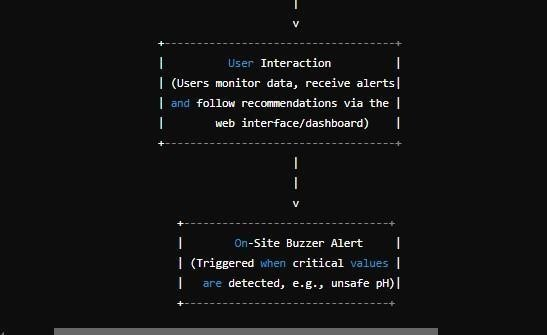 |
v
+-----------------------------------+
| User Interaction |
| (Users monitor data, receive alerts|
| and follow recommendations via the |
| web interface/dashboard) |
+-----------------------------------+
|
|
v
+--------------------------------+
| On-Site Buzzer Alert |
| (Triggered when critical values |
| are detected, e.g., unsafe pH)|
+--------------------------------+